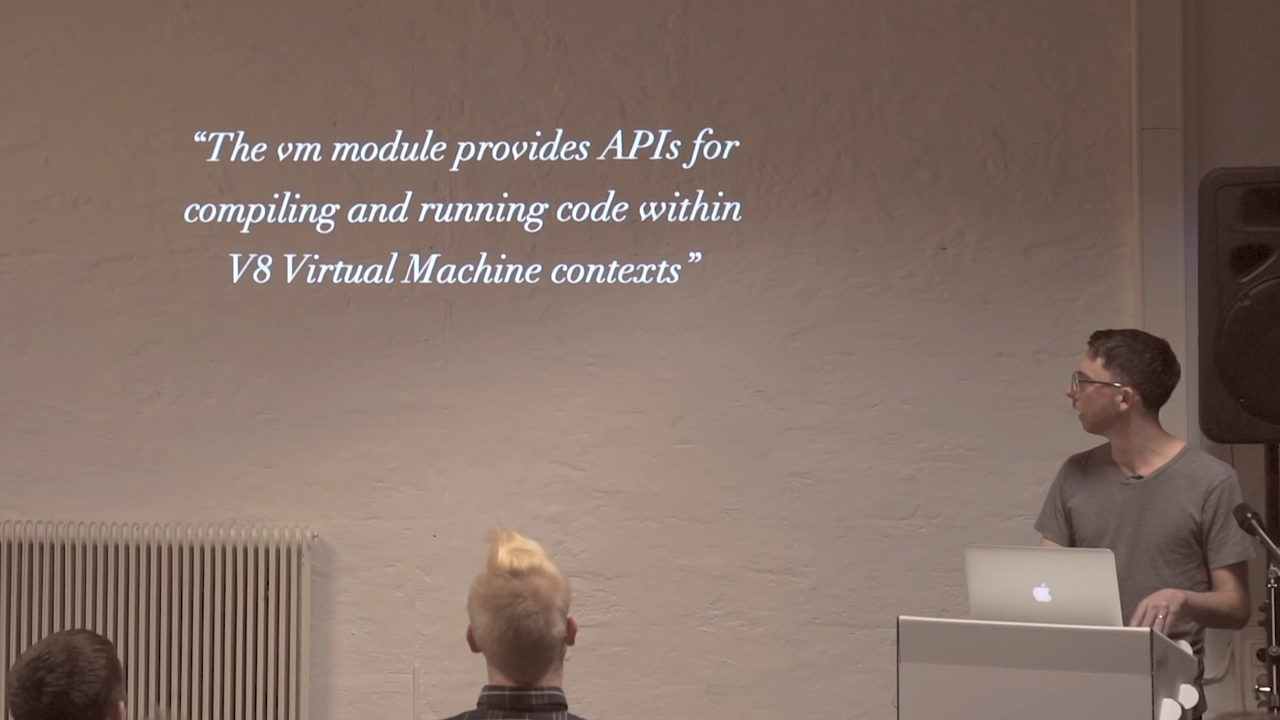 “The vm module provides APIs for
compiling and running code within
V8 Virtual Machine contexts”